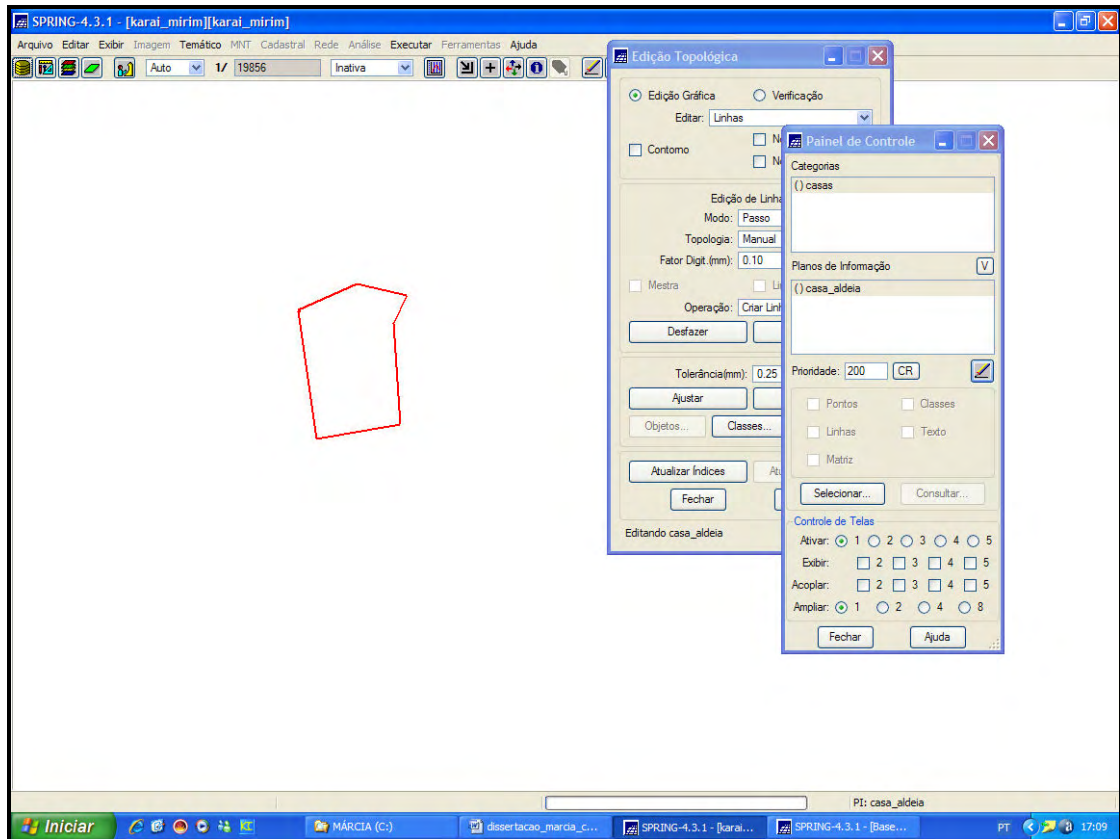 SPRING-4.3.1 - [karai_mirim][karai_mirim]
Arquivo Editar Exibir Imagem Temático MNT Cadastral Rede Análise Executar Ferramentas Ajuda
Auto 1/ 19856 Inativa
Edição Topológica
Edição Gráfica Verificação
Editar: Linhas
Contorno
Edição de Linha
Modo: Passo
Topologia: Manual
Fator Digit.(mm): 0.10
Mestra
Operação: Criar Linh
Desfazer
Tolerância(mm): 0.25
Ajustar
Objetos... Classes...
Atualizar Índices
Fechar
Editando casa_aldeia
Painel de Controle
Categorias
() casas
Planos de Informação V
() casa_aldeia
Prioridade: 200 CR
Pontos Classes
Linhas Texto
Matriz
Selecionar... Consultar...
Controle de Telas
Ativar: 1 2 3 4 5
Exibir: 2 3 4 5
Acoplar: 2 3 4 5
Ampliar: 1 2 4 8
Fechar Ajuda
PI: casa_aldeia
Iniciar MÁRCIA (C:) dissertacao_marcia_c... SPRING-4.3.1 - [karai... SPRING-4.3.1 - [Base... PT 17:09